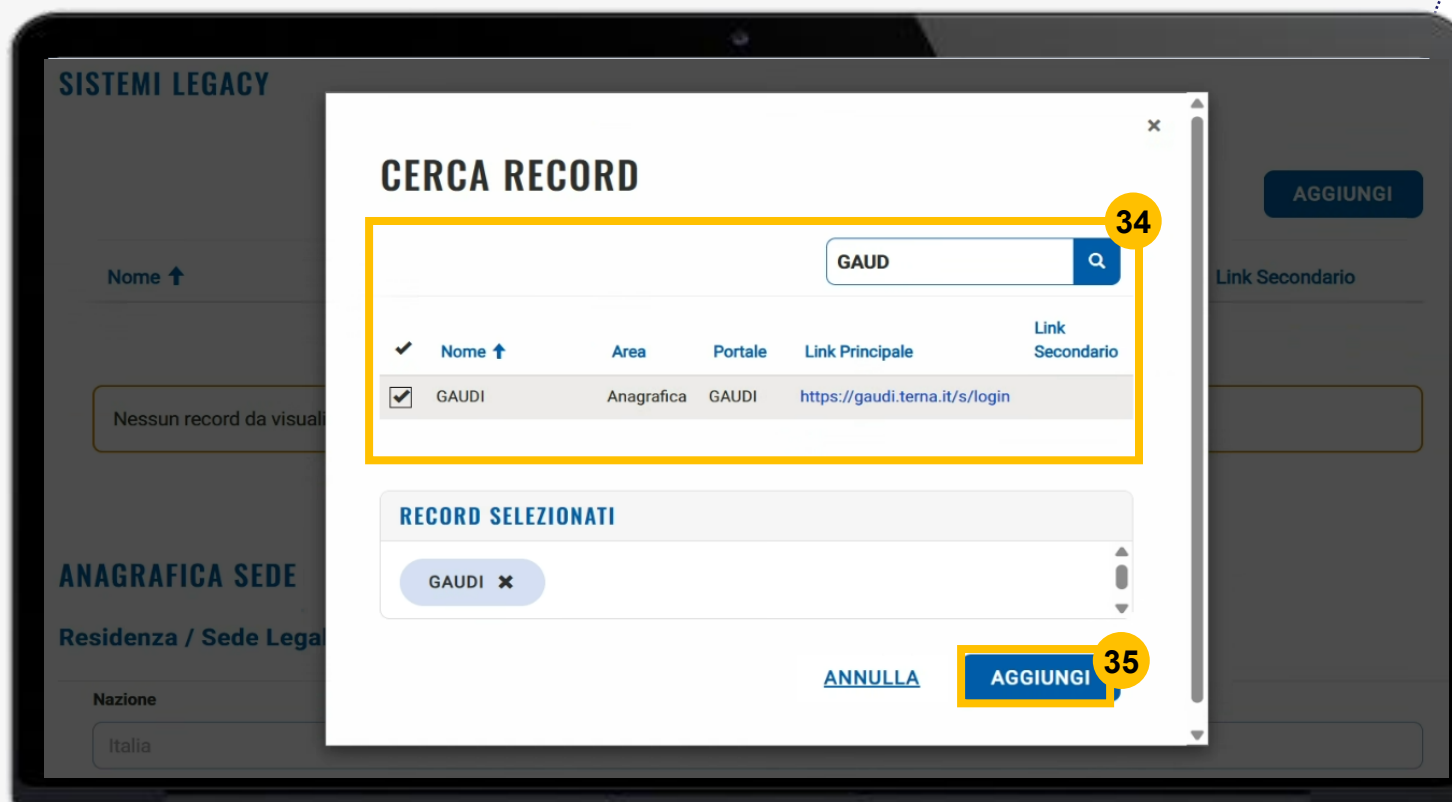 SISTEMI LEGACY
AGGIUNGI
Nome
Link Secondario
Nessun record da visuali
ANAGRAFICA SEDE
Residenza / Sede Legal
Nazione
Italia
CERCA RECORD
34
GAUD
Nome Area Portale Link Principale Link Secondario
GAUDI Anagrafica GAUDI https://gaudi.terna.it/s/login
RECORD SELEZIONATI
GAUDI
ANNULLA AGGIUNGI
35